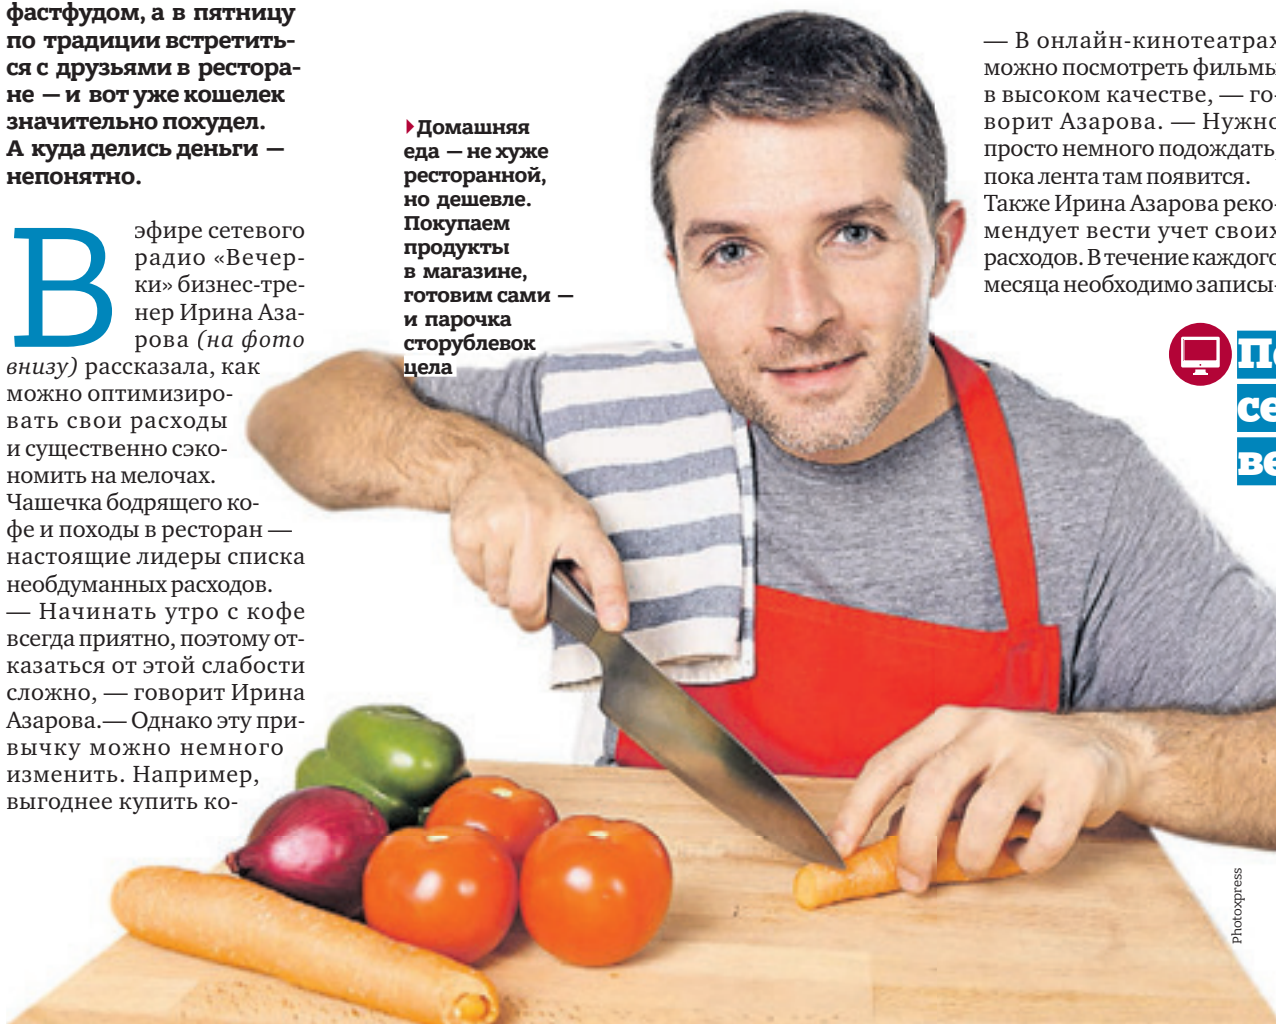 фастфудом, а в пятницу
по традиции встретить-
ся с друзьями в рестора-
не — и вот уже кошелек
значительно похудел.
А куда делись деньги —
непонятно.
В эфире сетевого
радио «Вечер-
ки» бизнес-тре-
нер Ирина Аза-
рова (на фото
внизу) рассказала, как
можно оптимизиро-
вать свои расходы
и существенно сэко-
номить на мелочах.
Чашечка бодрящего ко-
фе и походы в ресторан —
настоящие лидеры списка
необдуманных расходов.
— Начинать утро с кофе
всегда приятно, поэтому от-
казаться от этой слабости
сложно, — говорит Ирина
Азарова.— Однако эту при-
вычку можно немного
изменить. Например,
выгоднее купить ко-
Домашняя
еда — не хуже
ресторанной,
но дешевле.
Покупаем
продукты
в магазине,
готовим сами —
и парочка
сторублевок
цела
— В онлайн-кинотеатрах
можно посмотреть фильмы
в высоком качестве, — го-
ворит Азарова. — Нужно
просто немного подождать,
пока лента там появится.
Также Ирина Азарова реко-
мендует вести учет своих
расходов. В течение каждого
месяца необходимо записы-
По
се
ве
Photoxpress